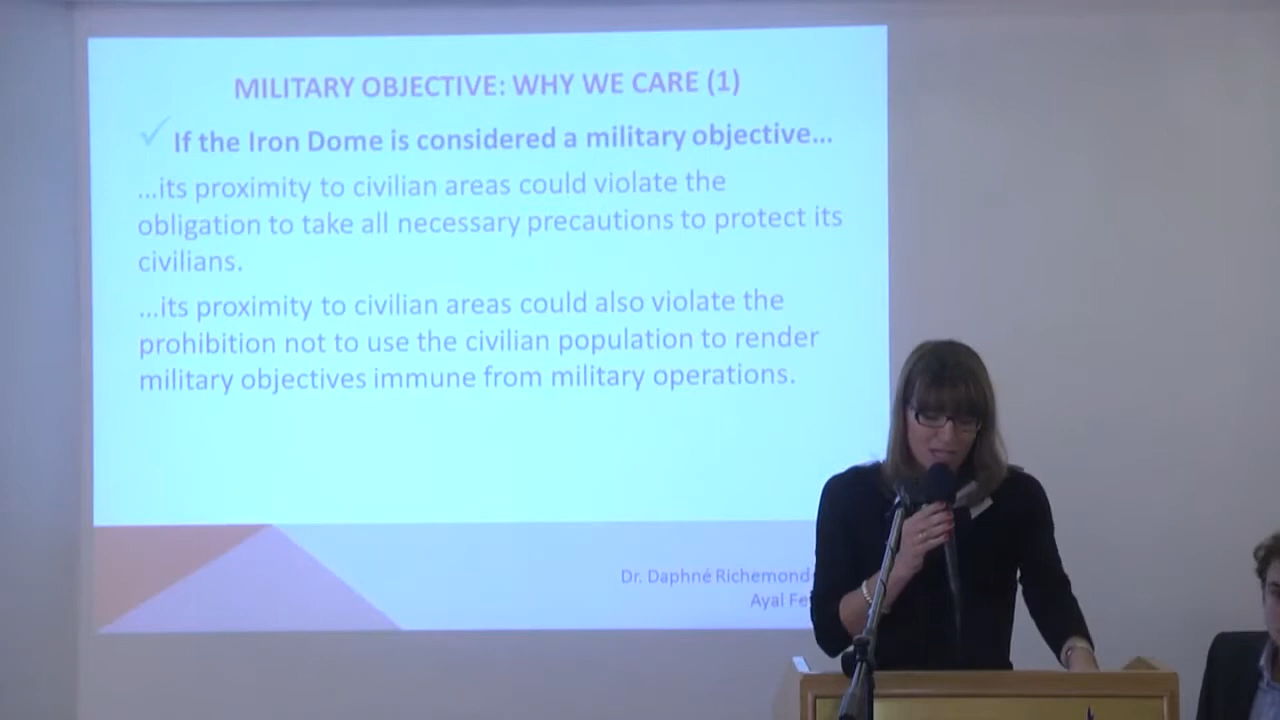 MILITARY OBJECTIVE: WHY WE CARE (1)
✓ If the Iron Dome is considered a military objective...
...its proximity to civilian areas could violate the
obligation to take all necessary precautions to protect its
civilians.
...its proximity to civilian areas could also violate the
prohibition not to use the civilian population to render
military objectives immune from military operations.
Dr. Daphné Richemond
Ayal